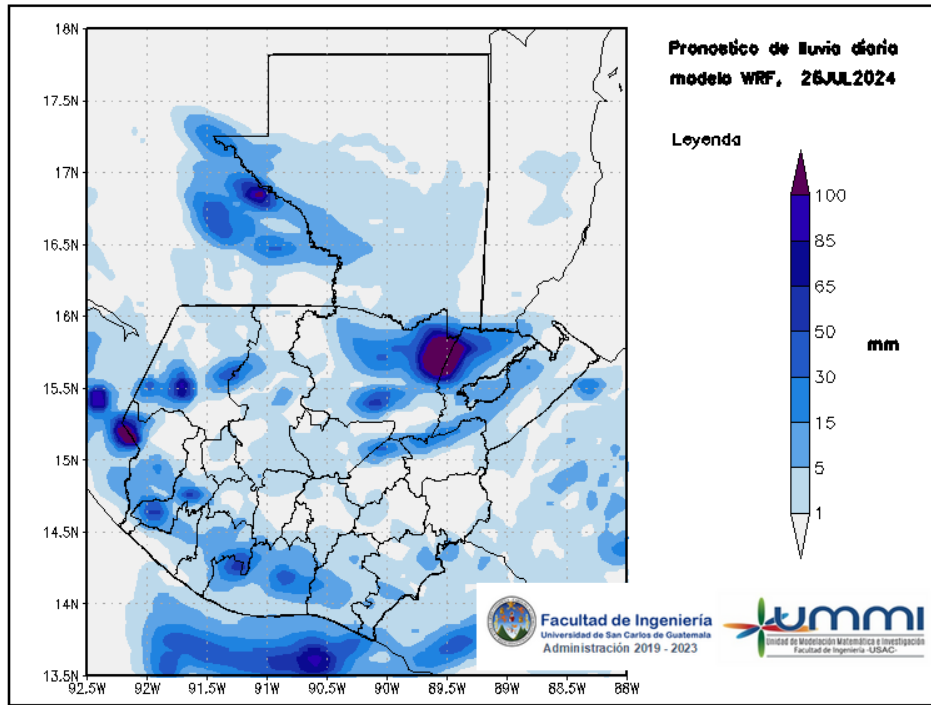 Pronostico de lluvia diaria
modelo WRF, 26JUL2024
Leyenda
100
85
65
50
30
15
5
1
mm
18N
17.5N
17N
16.5N
16N
15.5N
15N
14.5N
14N
13.5N
92.5W
92W
91.5W
91W
90.5W
90W
89.5W
89W
88.5W
88W
Facultad de Ingeniería
Universidad de San Carlos de Guatemala
Administración 2019 - 2023
UMMI
Unidad de Modelación Matemática e Investigación
Facultad de Ingeniería -USAC-